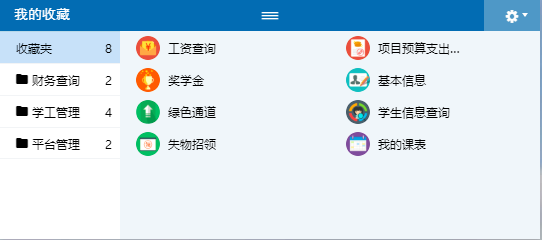 我的收藏
收藏夹 8
财务查询 2
学工管理 4
平台管理 2
工资查询 项目预算支出...
奖学金 基本信息
绿色通道 学生信息查询
失物招领 我的课表